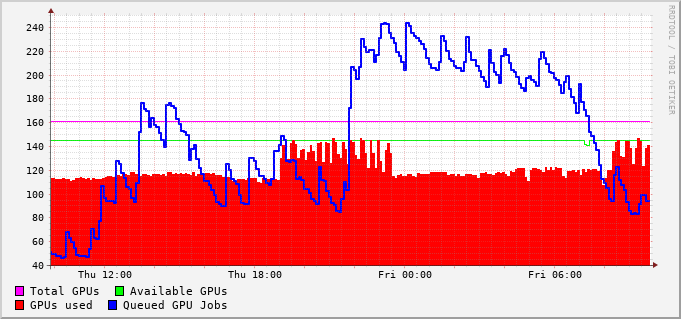 RRDTOOL / TOBI OETIKER
240
220
200
180
160
140
120
100
80
60
40
Thu 12:00 Thu 18:00 Fri 00:00 Fri 06:00
Total GPUs Available GPUs
GPUs used Queued GPU Jobs